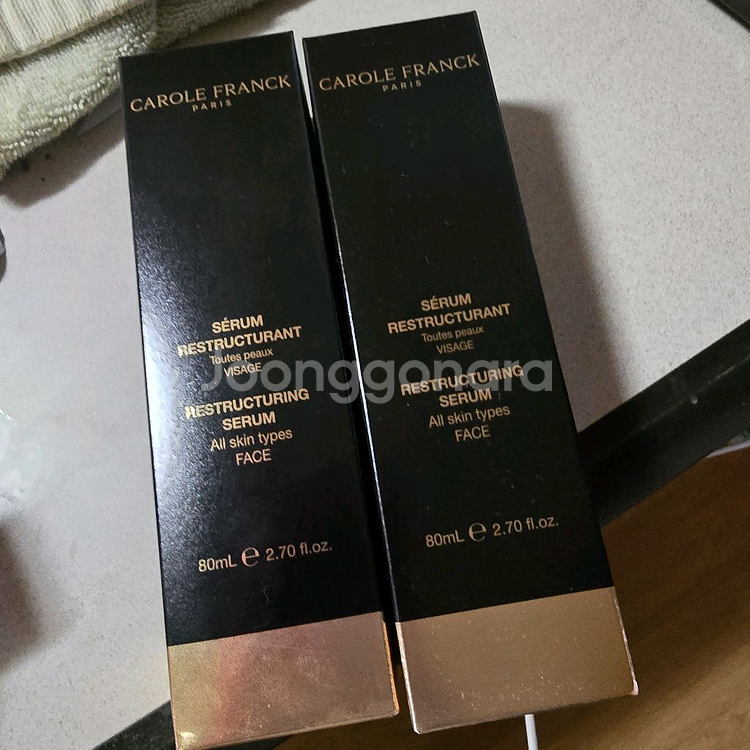 CAROLE FRANCK
PARIS
SÉRUM
RESTRUCTURANT
Toutes peaux
VISAGE
RESTRUCTURING
SERUM
All skin types
FACE
80mL ℮ 2.70 fl.oz.
CAROLE FRANCK
PARIS
SÉRUM
RESTRUCTURANT
Toutes peaux
VISAGE
RESTRUCTURING
SERUM
All skin types
FACE
80mL ℮ 2.70 fl.oz.
Joonggonara